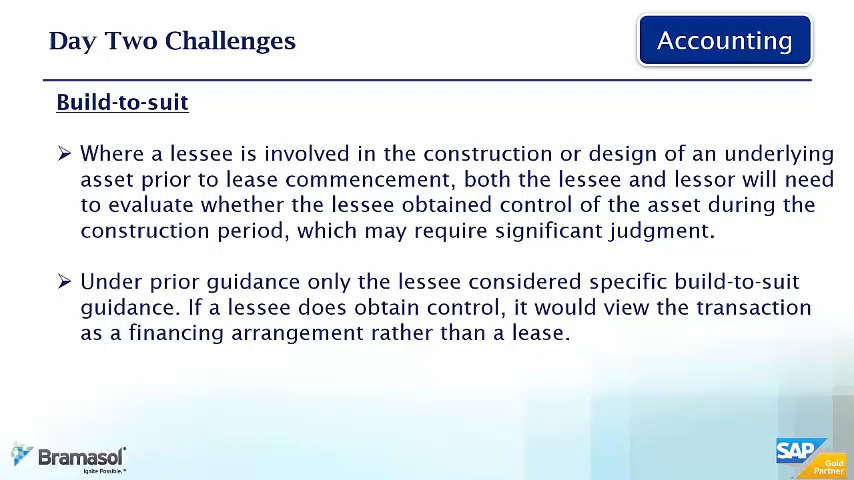 Day Two Challenges
Accounting
Build-to-suit
Where a lessee is involved in the construction or design of an underlying
asset prior to lease commencement, both the lessee and lessor will need
to evaluate whether the lessee obtained control of the asset during the
construction period, which may require significant judgment.
Under prior guidance only the lessee considered specific build-to-suit
guidance. If a lessee does obtain control, it would view the transaction
as a financing arrangement rather than a lease.
Bramasol
Ignite Possible.™
SAP
Gold
Partner